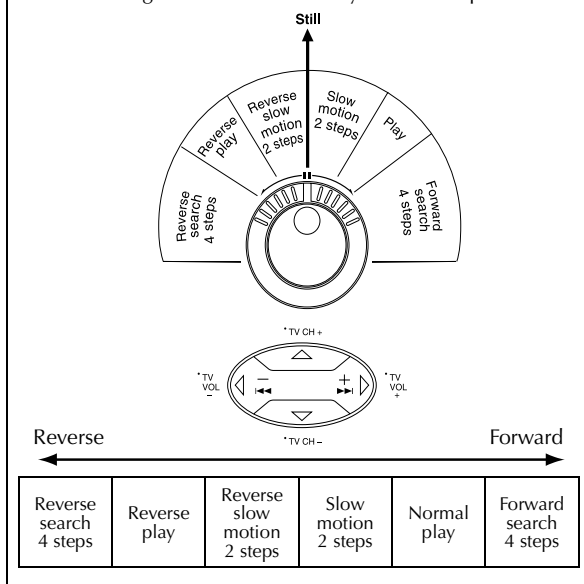 Still
Reverse
slow
motion
2 steps
Slow
motion
2 steps
Reverse
play
Play
Reverse
search
4 steps
Forward
search
4 steps
* TV CH +
* TV
VOL
–
–
+
* TV
VOL
+
* TV CH –
Reverse
Forward
Reverse
search
4 steps
Reverse
play
Reverse
slow
motion
2 steps
Slow
motion
2 steps
Normal
play
Forward
search
4 steps